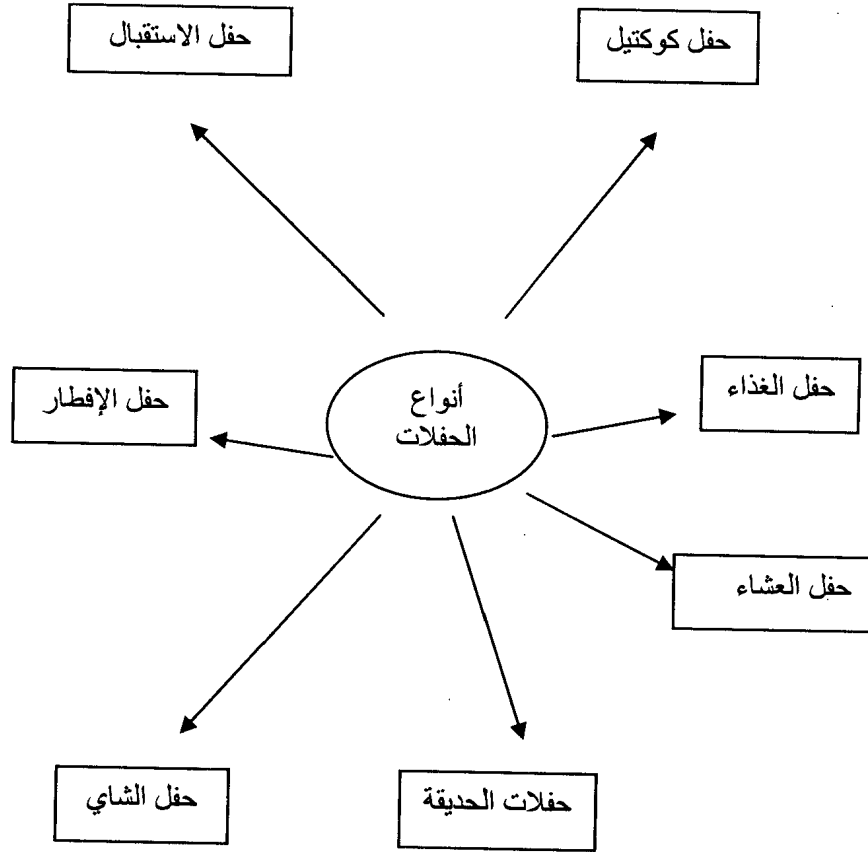 حفل كوكتيل
حفل الاستقبال
أنواع
الحفلات
حفل الغذاء
حفل الإفطار
حفل العشاء
حفلات الحديقة
حفل الشاي